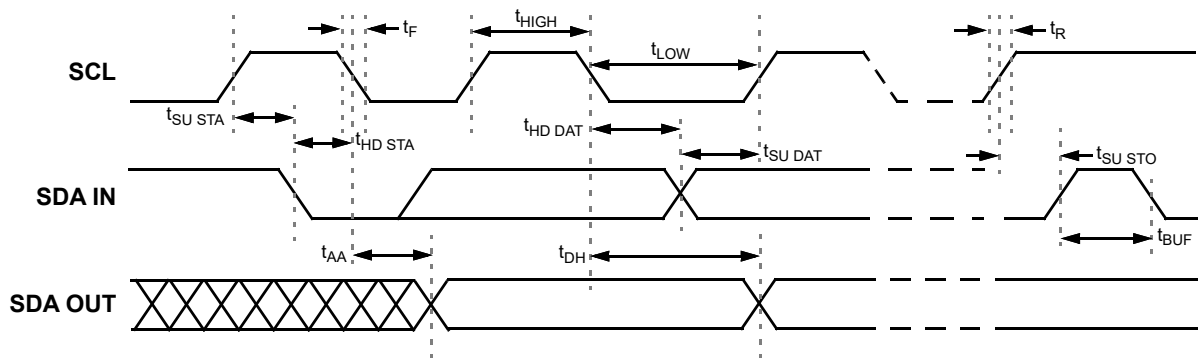 tF
tHIGH
tR
SCL
tLOW
tSU STA
tHD STA
tHD DAT
tSU DAT
tSU STO
SDA IN
tAA
tDH
tBUF
SDA OUT